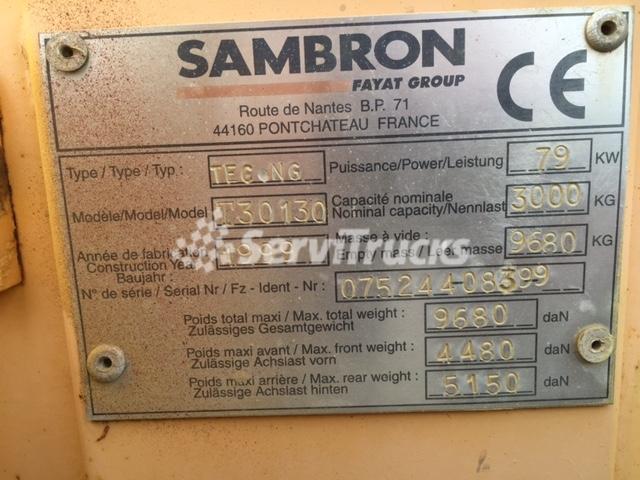 SAMBRON
FAYAT GROUP
CE
Route de Nantes B.P. 71
44160 PONTCHATEAU FRANCE
Type / Type / Typ : TEC.NG Puissance/Power/Leistung 79 KW
Modèle/Model/Model T30130 Capacité nominale
Nominal capacity/Nennlast 3000 KG
Année de fabrication
Construction Year
Baujahr : 1999
Masse à vide :
Empty mass / Leer masse 9680 KG
N° de série / Serial Nr / Fz - Ident - Nr : 07524408399
Poids total maxi / Max. total weight :
Zulässiges Gesamtgewicht 9680 daN
Poids maxi avant / Max. front weight :
Zulässige Achslast vorn 4480 daN
Poids maxi arrière / Max. rear weight :
Zulässige Achslast hinten 5150 daN
ServiTrucks